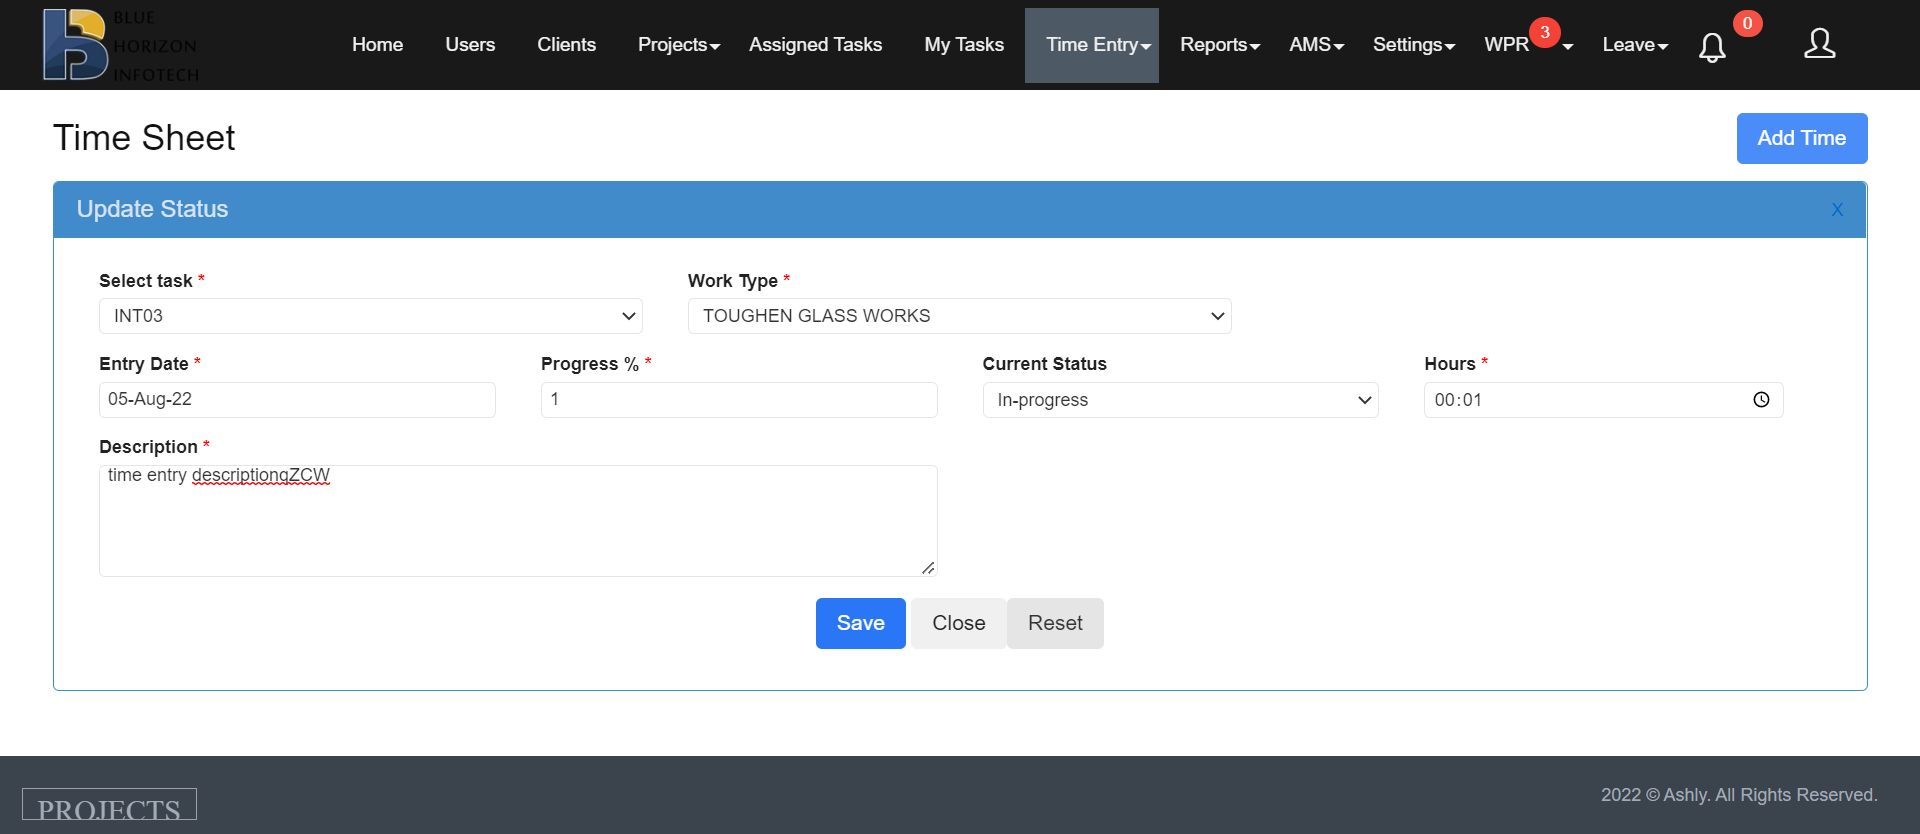 BLUE
HORIZON
INFOTECH
Home Users Clients Projects Assigned Tasks My Tasks Time Entry Reports AMS Settings WPR 3 Leave 0
Time Sheet
Add Time
Update Status
X
Select task * Work Type *
INT03 TOUGHEN GLASS WORKS
Entry Date * Progress % * Current Status Hours *
05-Aug-22 1 In-progress 00:01
Description *
time entry descriptionqZCW
Save Close Reset
PROJECTS
2022 © Ashly. All Rights Reserved.